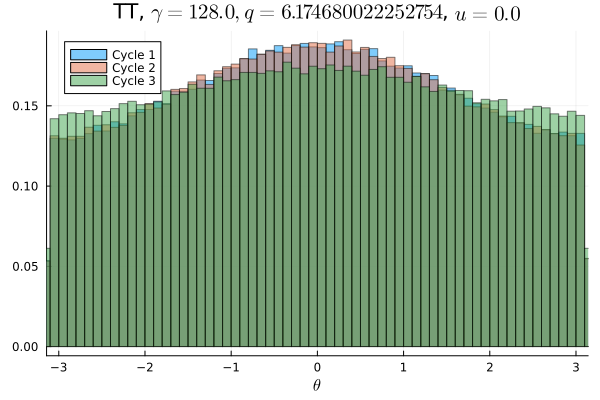 TT, γ = 128.0, q = 6.174680022252754, u = 0.0
Cycle 1
Cycle 2
Cycle 3
0.15
0.10
0.05
0.00
−3 −2 −1 0 1 2 3
θ